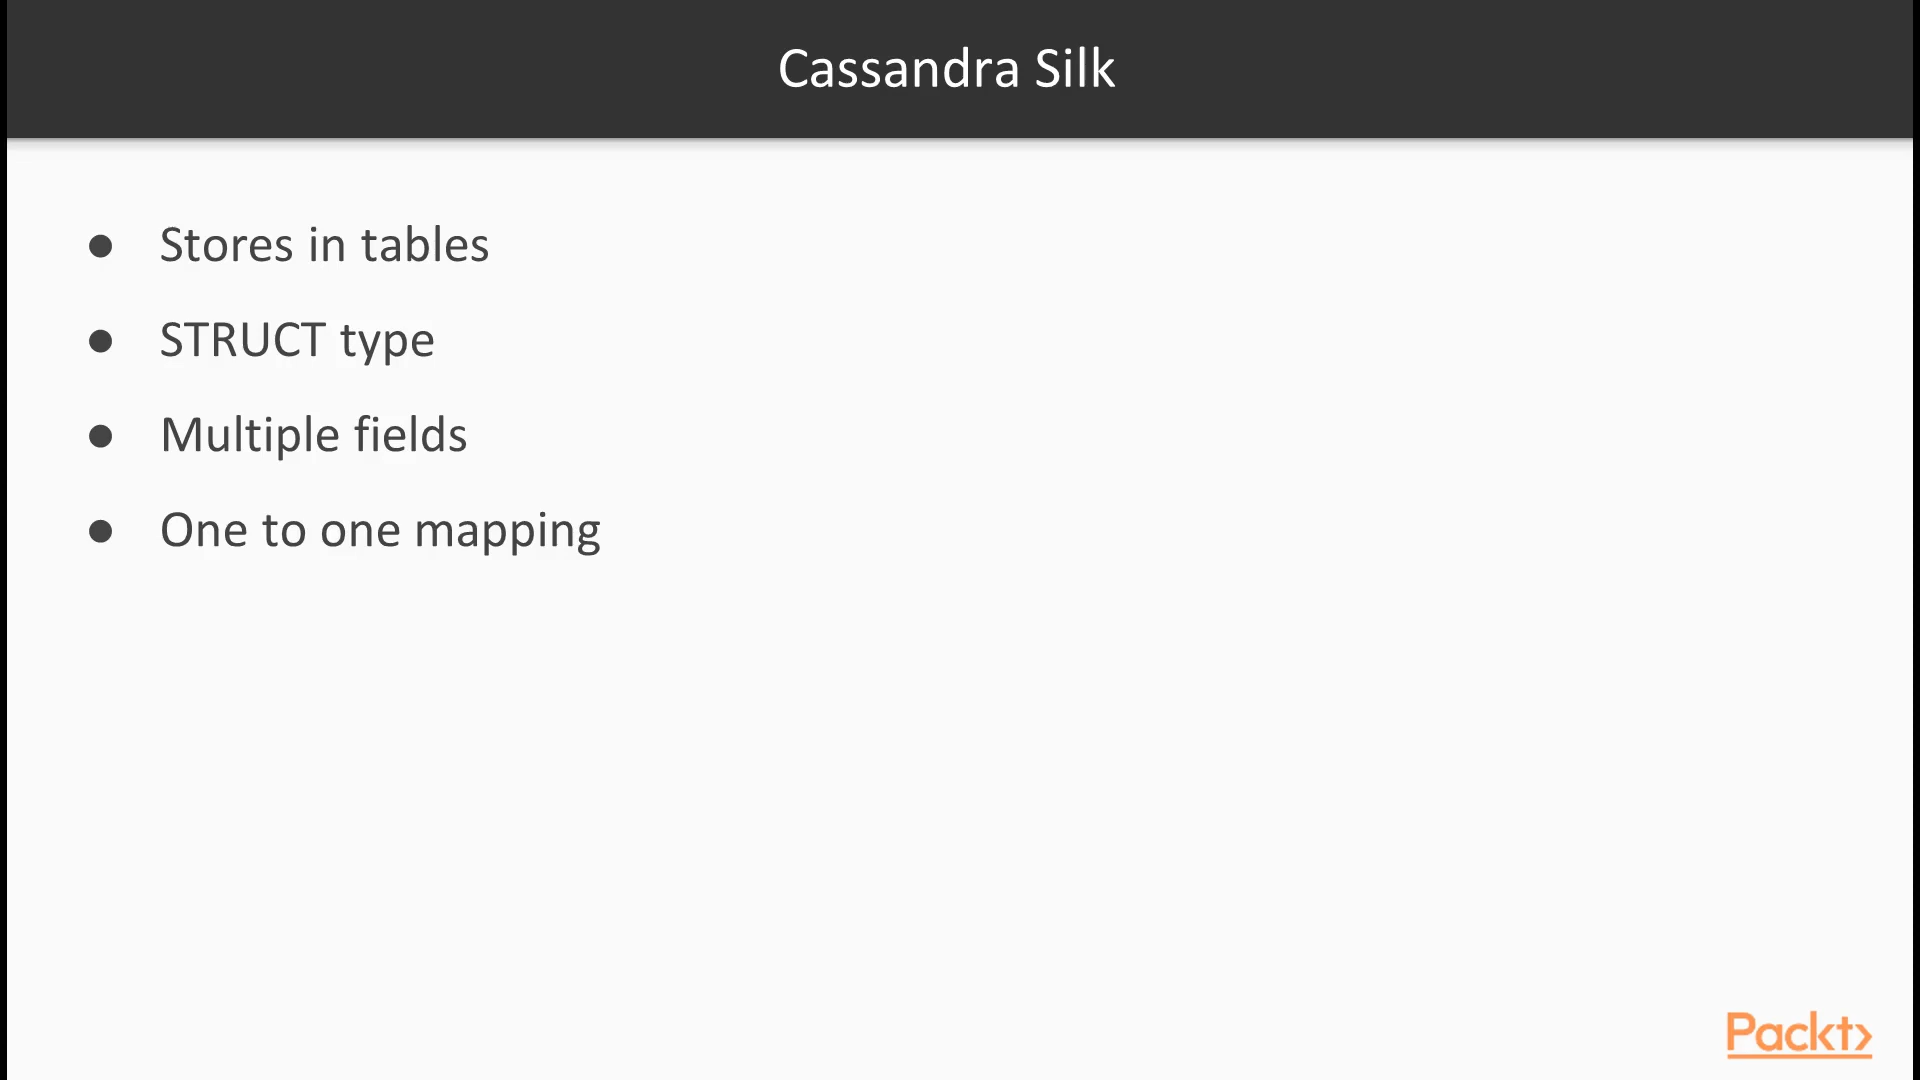 Cassandra Silk
● Stores in tables
● STRUCT type
● Multiple fields
● One to one mapping
Packt>